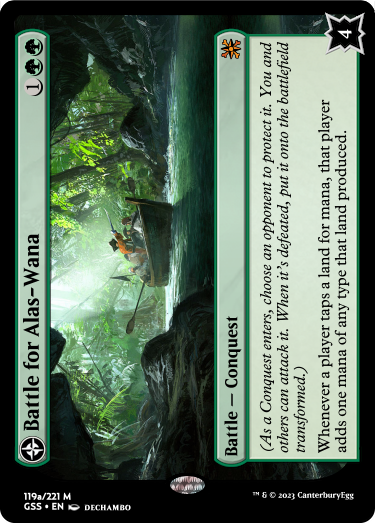 Battle for Alas-Wana
1
Battle — Conquest
(As a Conquest enters, choose an opponent to protect it. You and
others can attack it. When it's defeated, put it onto the battlefield
transformed.)
Whenever a player taps a land for mana, that player
adds one mana of any type that land produced.
4
119a/221 M
GSS • EN DECHAMBO
™ & © 2023 CanterburyEgg